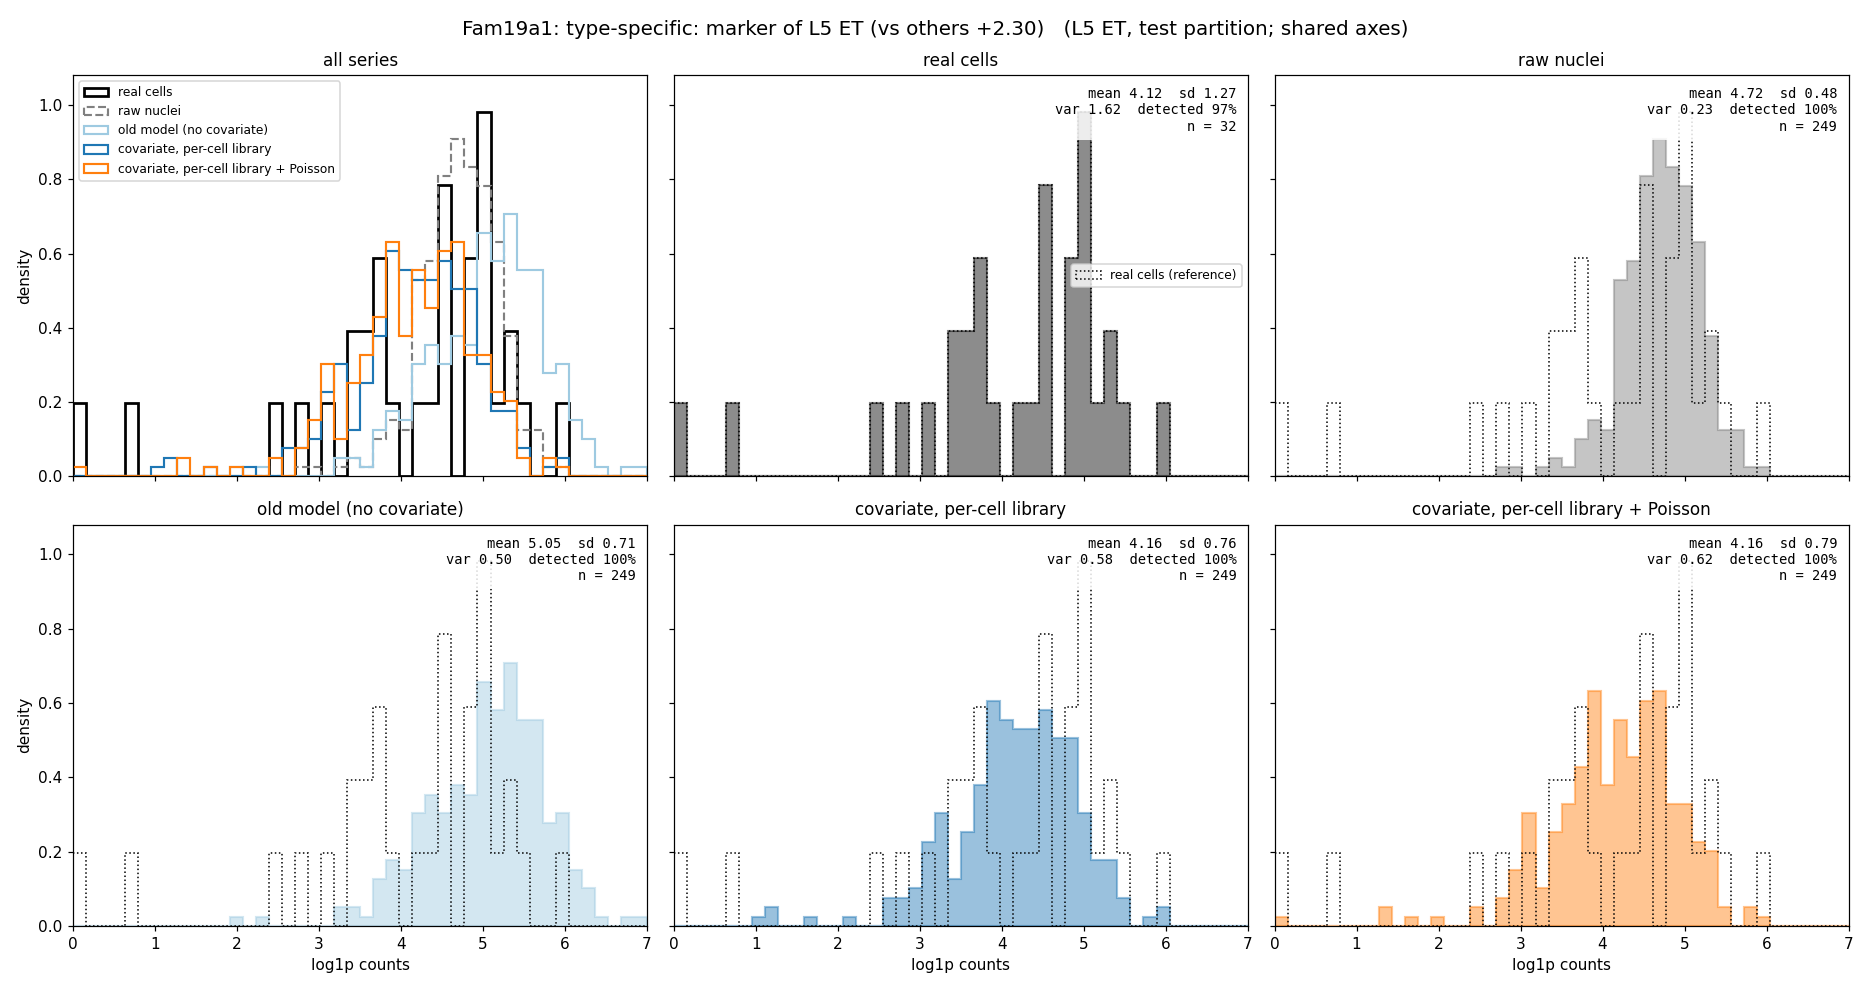 Fam19a1: type-specific: marker of L5 ET (vs others +2.30)   (L5 ET, test partition; shared axes)
all series
real cells
raw nuclei
old model (no covariate)
covariate, per-cell library
covariate, per-cell library + Poisson
density
1.0
0.8
0.6
0.4
0.2
0.0
real cells
mean 4.12  sd 1.27
var 1.62  detected 97%
n = 32
real cells (reference)
raw nuclei
mean 4.72  sd 0.48
var 0.23  detected 100%
n = 249
old model (no covariate)
mean 5.05  sd 0.71
var 0.50  detected 100%
n = 249
density
1.0
0.8
0.6
0.4
0.2
0.0
0 1 2 3 4 5 6 7
log1p counts
covariate, per-cell library
mean 4.16  sd 0.76
var 0.58  detected 100%
n = 249
0 1 2 3 4 5 6 7
log1p counts
covariate, per-cell library + Poisson
mean 4.16  sd 0.79
var 0.62  detected 100%
n = 249
0 1 2 3 4 5 6 7
log1p counts